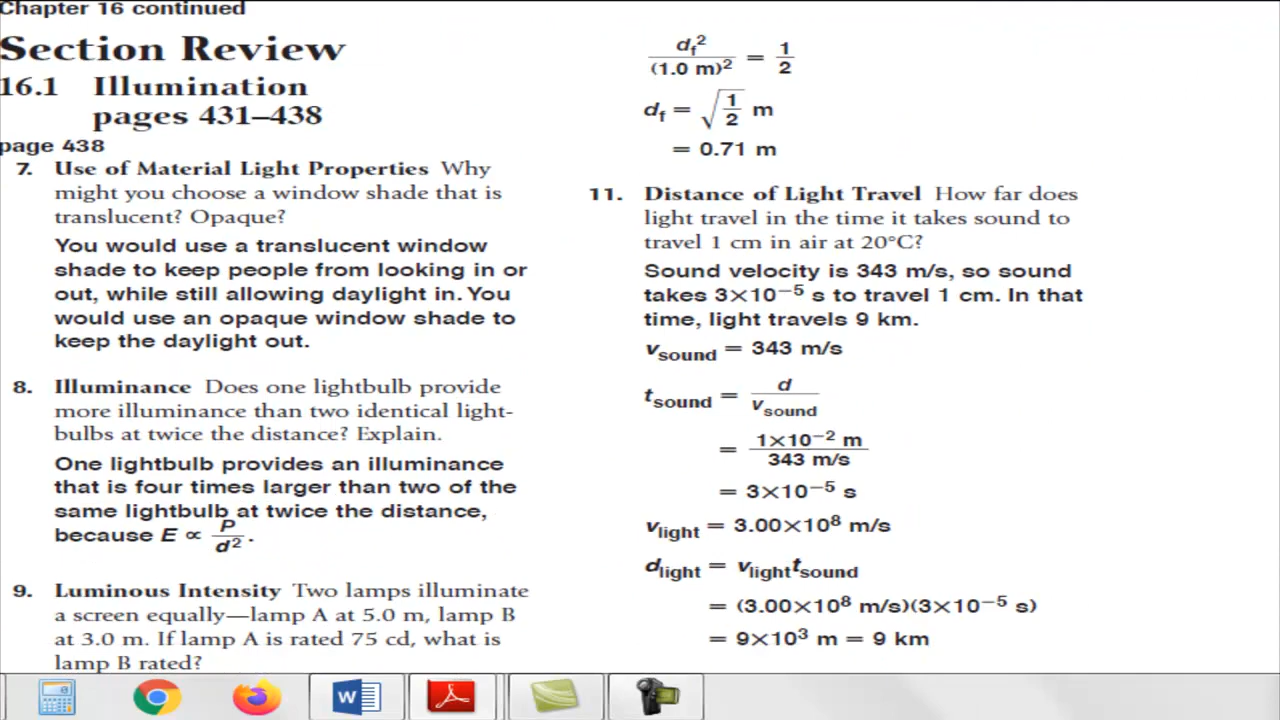 Chapter 16 continued
Section Review
16.1 Illumination
pages 431–438
page 438
7. Use of Material Light Properties Why
might you choose a window shade that is
translucent? Opaque?
You would use a translucent window
shade to keep people from looking in or
out, while still allowing daylight in. You
would use an opaque window shade to
keep the daylight out.
8. Illuminance Does one lightbulb provide
more illuminance than two identical light-
bulbs at twice the distance? Explain.
One lightbulb provides an illuminance
that is four times larger than two of the
same lightbulb at twice the distance,
because E ∝ P/d².
9. Luminous Intensity Two lamps illuminate
a screen equally—lamp A at 5.0 m, lamp B
at 3.0 m. If lamp A is rated 75 cd, what is
lamp B rated?
d_f²/(1.0 m)² = 1/2
d_f = √(1/2) m
= 0.71 m
11. Distance of Light Travel How far does
light travel in the time it takes sound to
travel 1 cm in air at 20°C?
Sound velocity is 343 m/s, so sound
takes 3×10⁻⁵ s to travel 1 cm. In that
time, light travels 9 km.
v_sound = 343 m/s
t_sound = d/v_sound
= 1×10⁻² m/343 m/s
= 3×10⁻⁵ s
v_light = 3.00×10⁸ m/s
d_light = v_light t_sound
= (3.00×10⁸ m/s)(3×10⁻⁵ s)
= 9×10³ m = 9 km
W